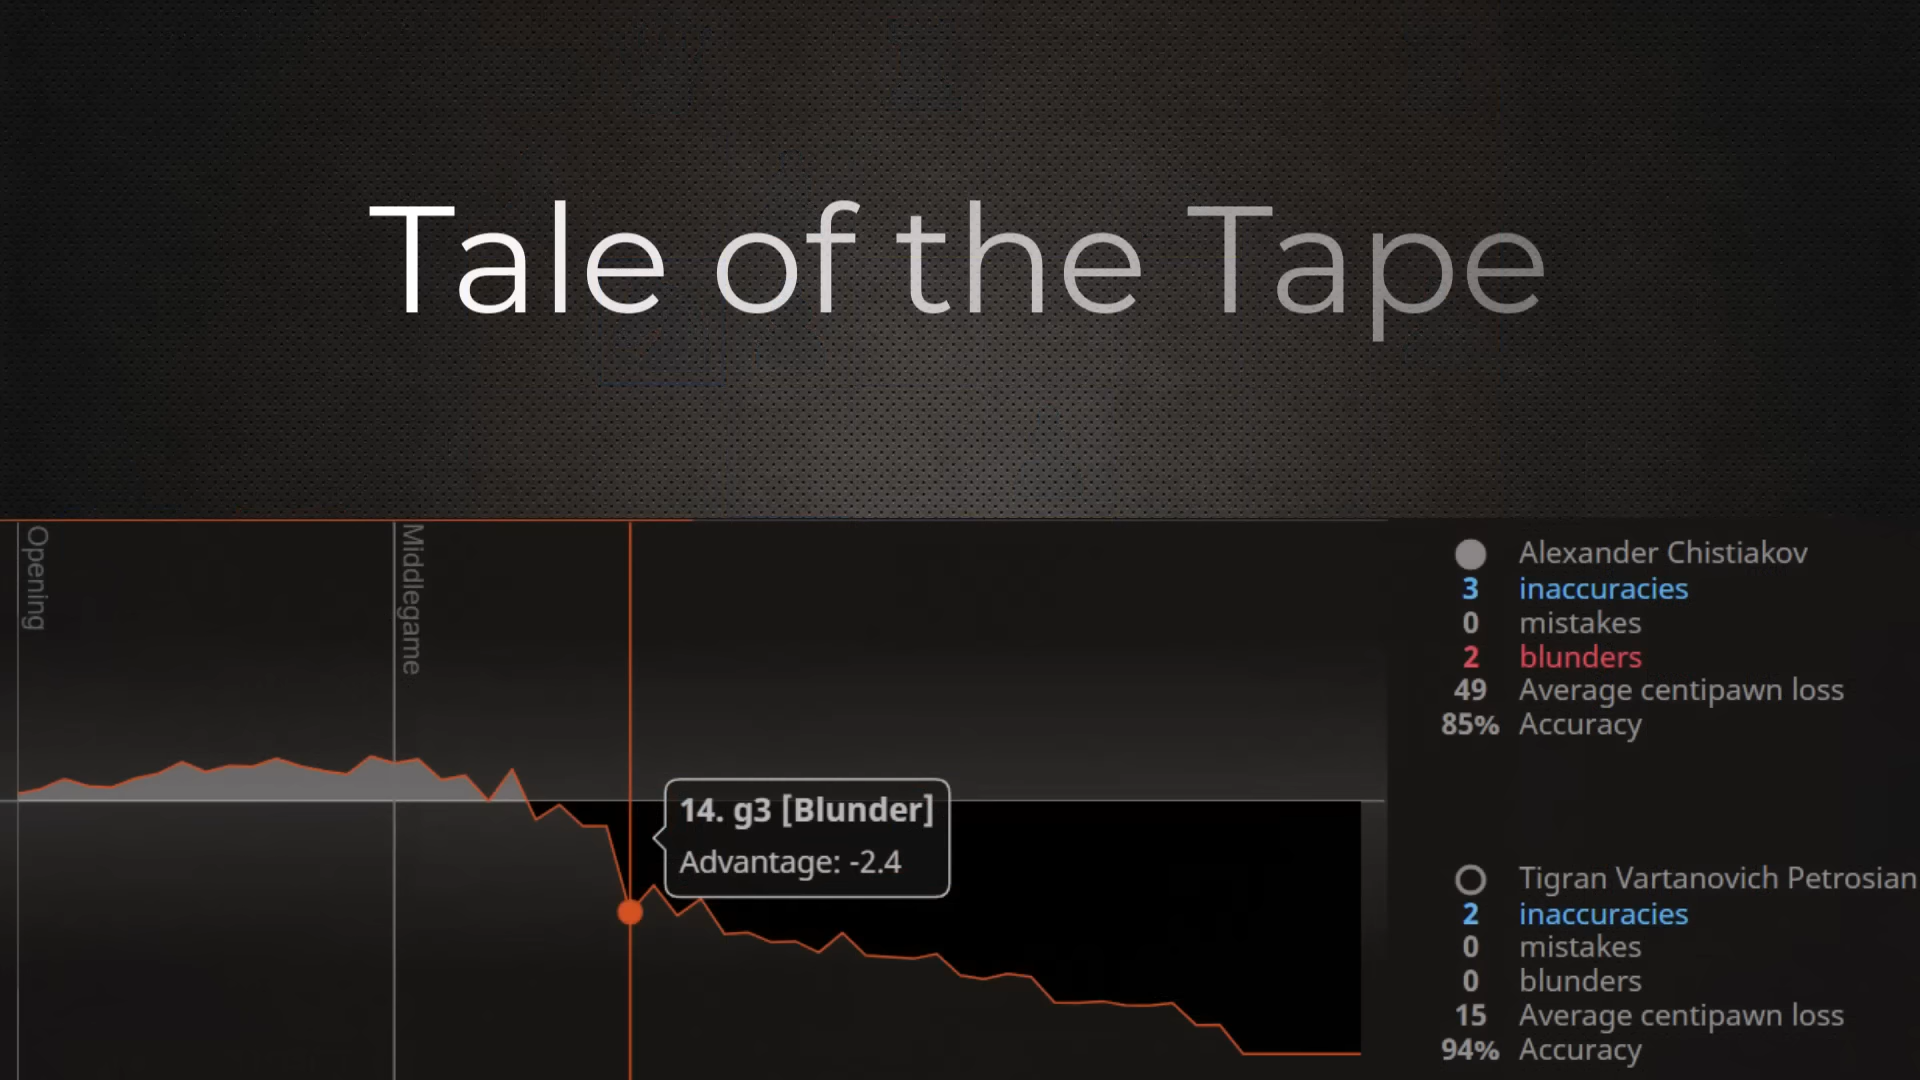 Tale of the Tape
Opening
Middlegame
14. g3 [Blunder]
Advantage: -2.4
Alexander Chistiakov
3 inaccuracies
0 mistakes
2 blunders
49 Average centipawn loss
85% Accuracy
Tigran Vartanovich Petrosian
2 inaccuracies
0 mistakes
0 blunders
15 Average centipawn loss
94% Accuracy